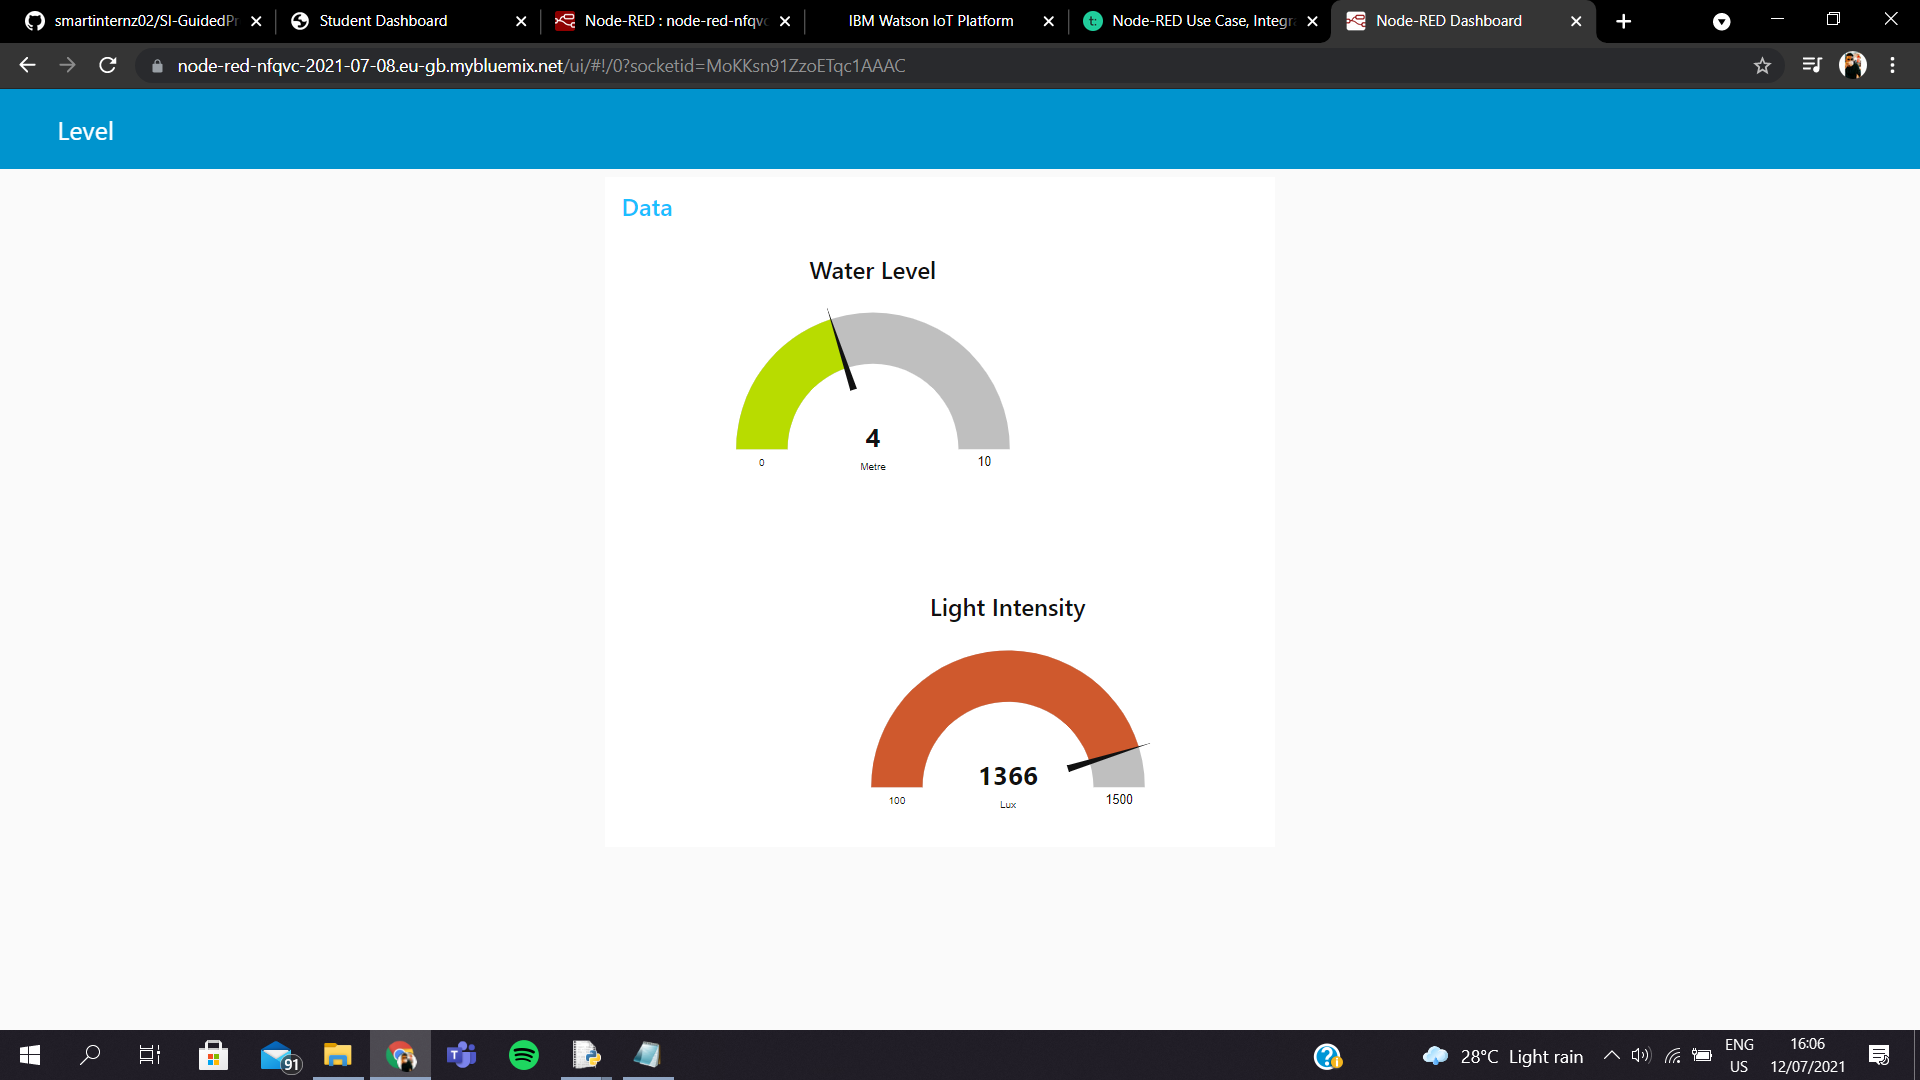 smartinternz02/SI-GuidedPr
Student Dashboard
Node-RED : node-red-nfqvc
IBM Watson IoT Platform
Node-RED Use Case, Integra
Node-RED Dashboard
node-red-nfqvc-2021-07-08.eu-gb.mybluemix.net/ui/#!/0?socketid=MoKKsn91ZzoETqc1AAAC
Level
Data
Water Level
4
0
Metre
10
Light Intensity
1366
100
Lux
1500
91
28°C Light rain
ENG
US
16:06
12/07/2021